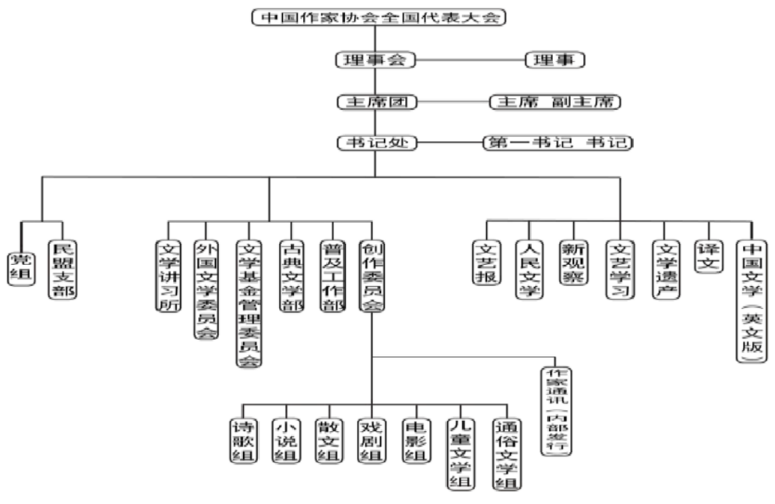 中国作家协会全国代表大会
理事会
理事
主席团
主席 副主席
书记处
第一书记 书记
党组
民盟支部
文学讲习所
外国文学委员会
文学基金管理委员会
古典文学部
普及工作部
创作委员会
文艺报
人民文学
新观察
文艺学习
文学遗产
译文
中国文学（英文版）
作家通讯（内部发行）
诗歌组
小说组
散文组
戏剧组
电影组
儿童文学组
通俗文学组